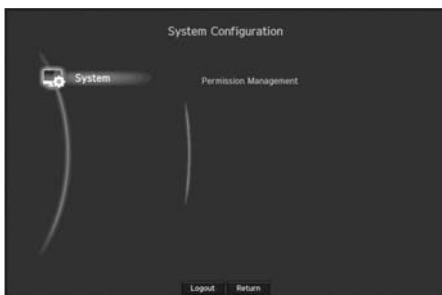 System Configuration
System
Permission Management
Logout Return